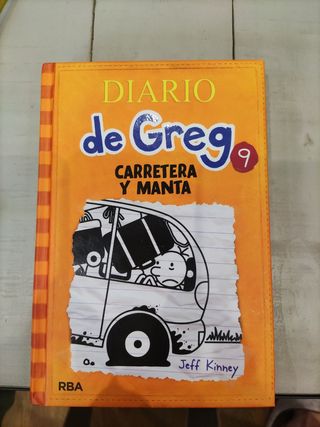 DIARIO
de Greg 9
CARRETERA
Y MANTA
Jeff Kinney
RBA